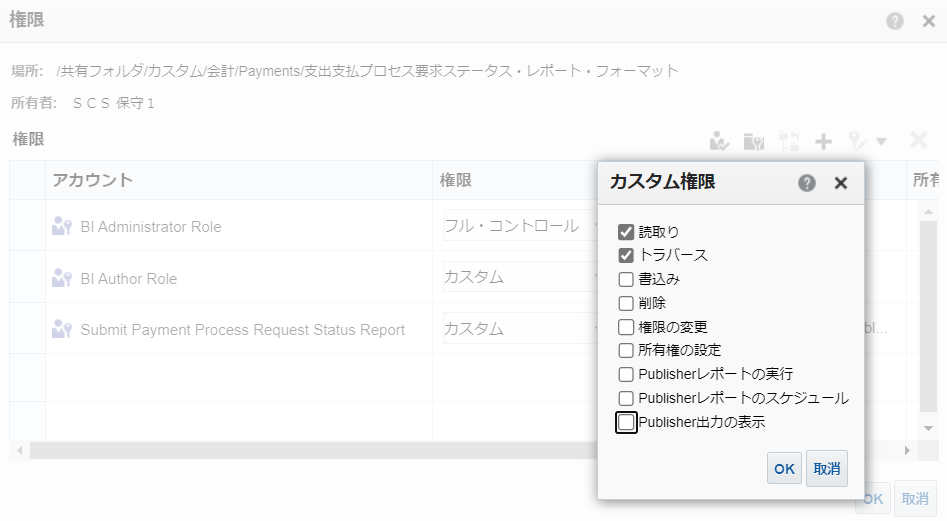 権限
場所: /共有フォルダ/カスタム/会計/Payments/支出支払プロセス要求ステータス・レポート・フォーマット
所有者: ＳＣＳ 保守１
権限
アカウント 権限 所有
BI Administrator Role フル・コントロール
BI Author Role カスタム
Submit Payment Process Request Status Report カスタム bl...
カスタム権限
読取り
トラバース
書込み
削除
権限の変更
所有権の設定
Publisherレポートの実行
Publisherレポートのスケジュール
Publisher出力の表示
OK 取消
OK 取消